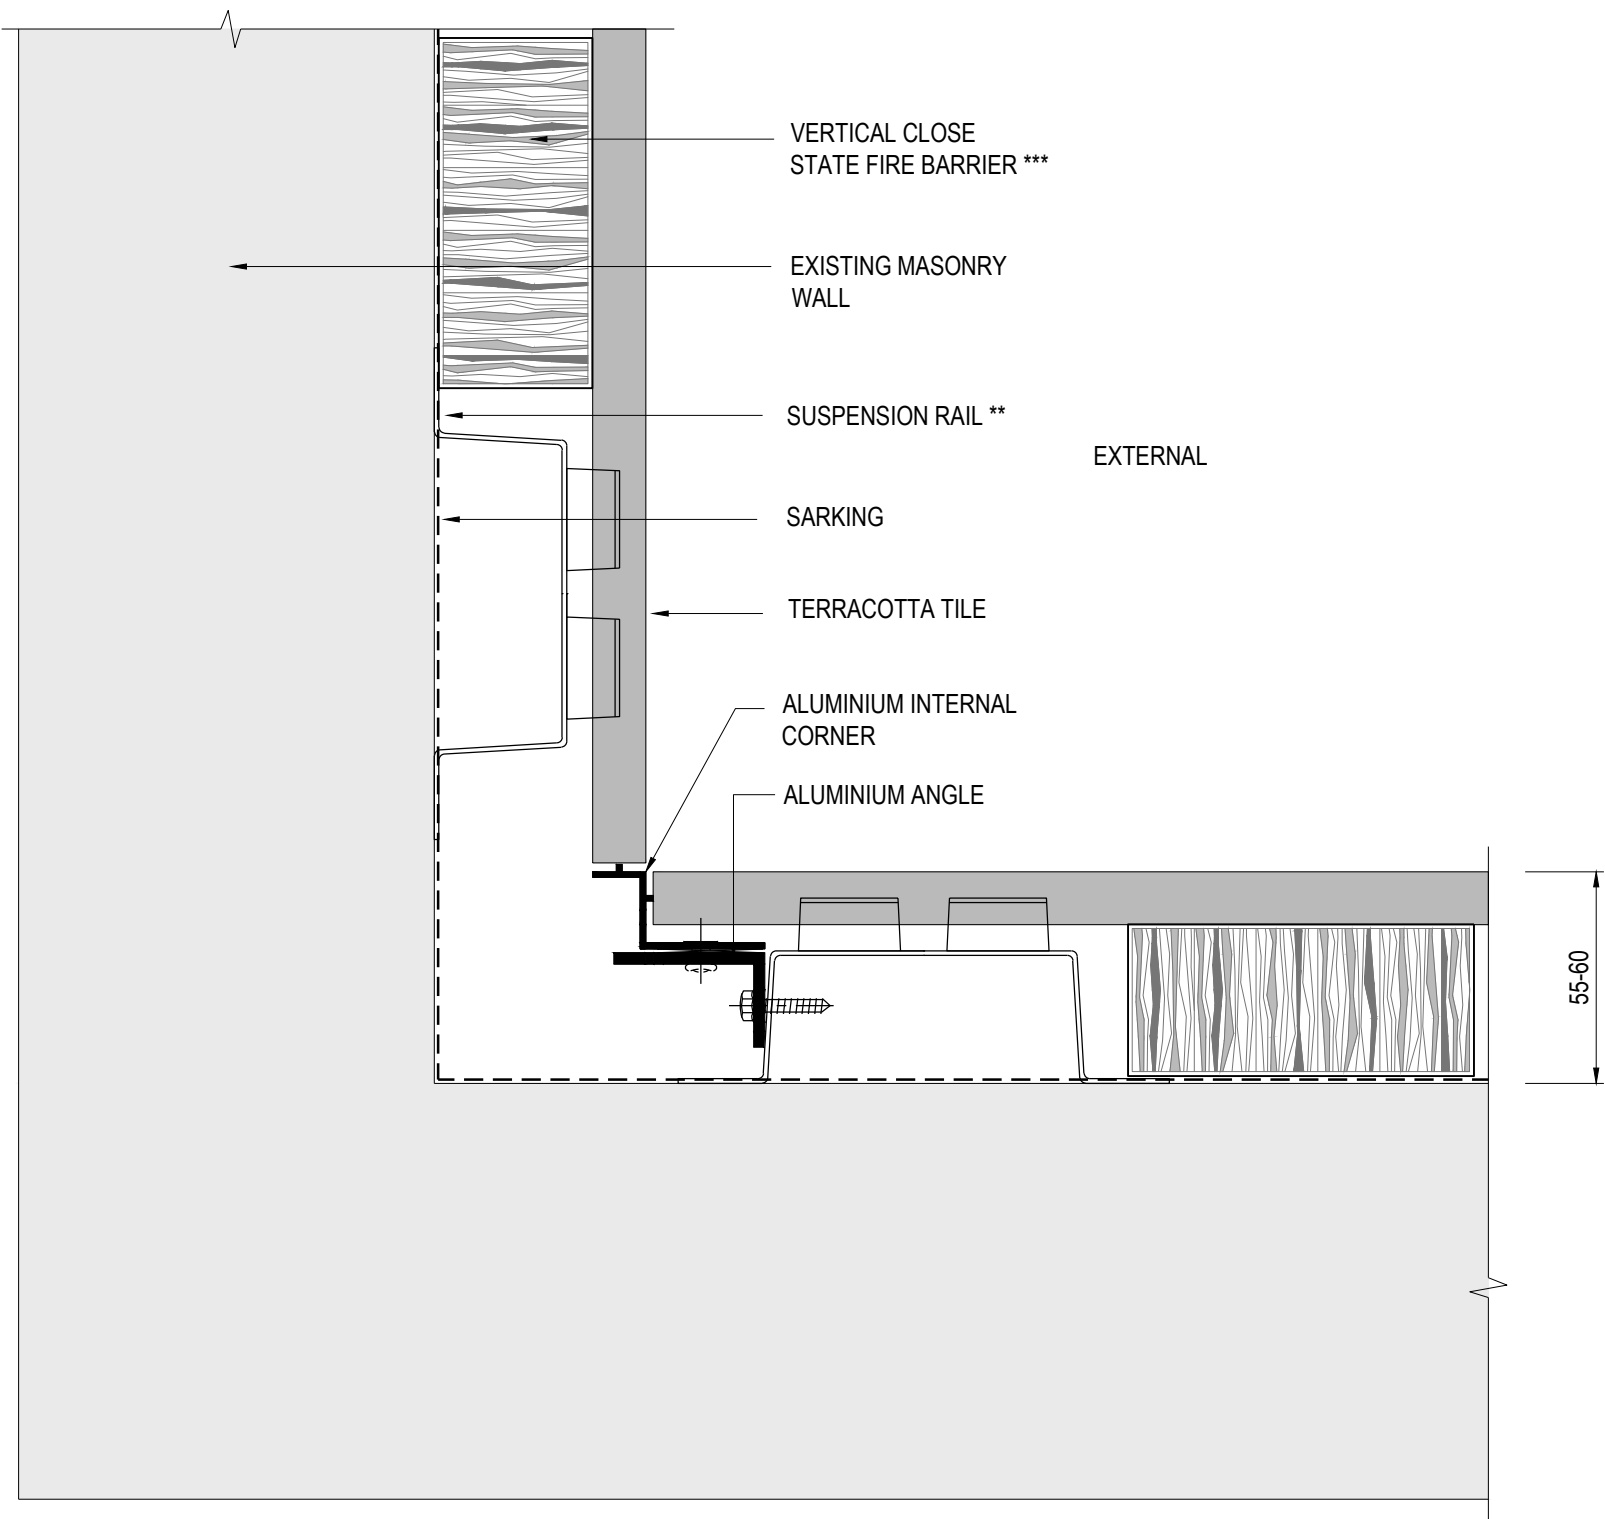 VERTICAL CLOSE
STATE FIRE BARRIER ***
EXISTING MASONRY
WALL
SUSPENSION RAIL **
EXTERNAL
SARKING
TERRACOTTA TILE
ALUMINIUM INTERNAL
CORNER
ALUMINIUM ANGLE
55-60